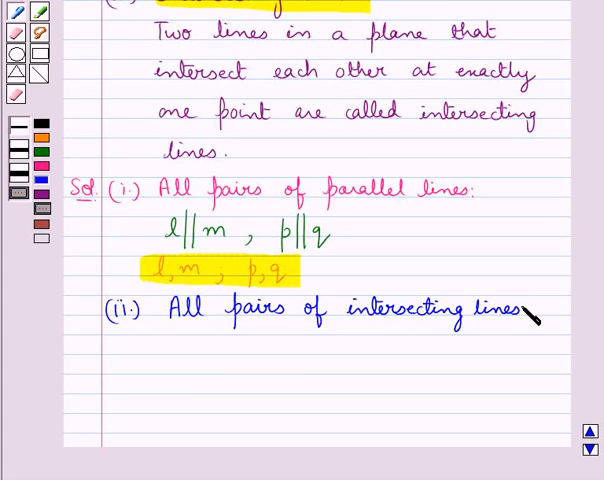 Two lines in a plane that
intersect each other at exactly
one point are called intersecting
lines.
Sol. (i.) All pairs of parallel lines:
l||m , p||q
l, m , p, q
(ii.) All pairs of intersecting lines